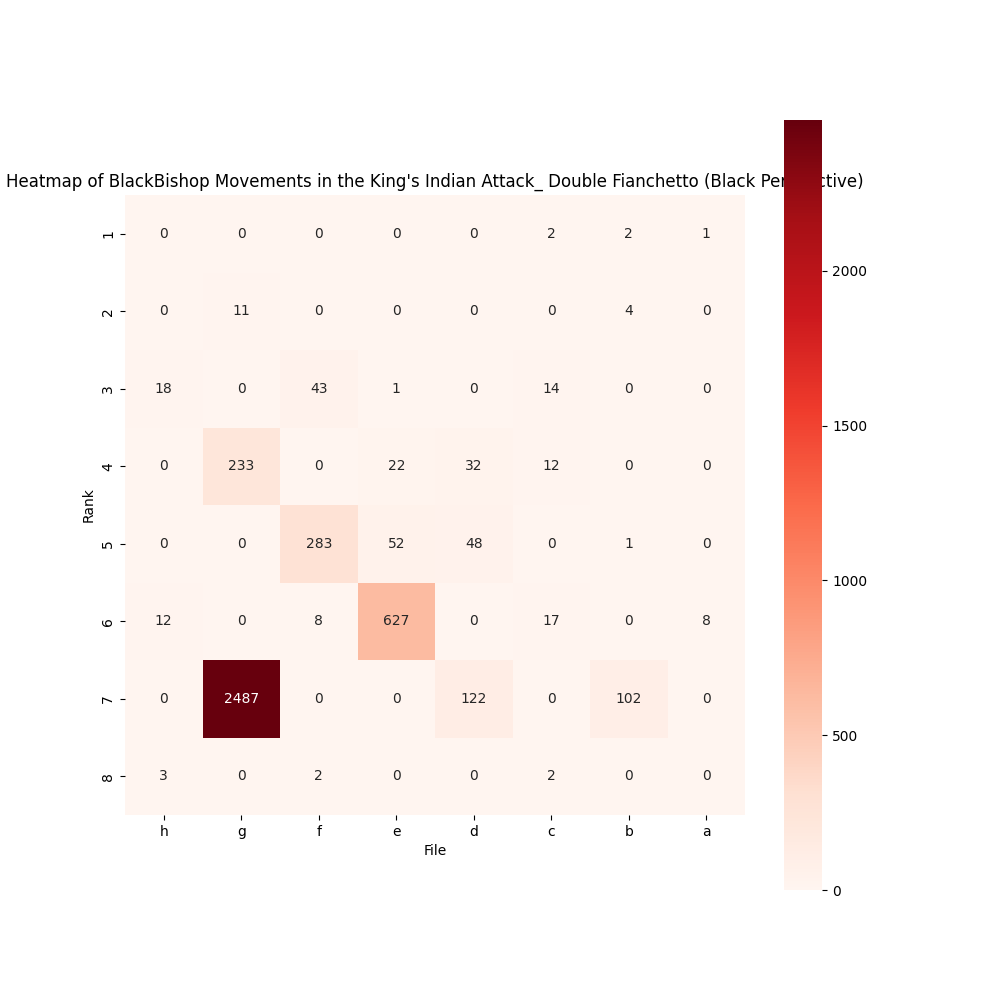 Heatmap of BlackBishop Movements in the King's Indian Attack_ Double Fianchetto (Black Perspective)
Rank
1 0 0 0 0 0 2 2 1
2 0 11 0 0 0 0 4 0
3 18 0 43 1 0 14 0 0
4 0 233 0 22 32 12 0 0
5 0 0 283 52 48 0 1 0
6 12 0 8 627 0 17 0 8
7 0 2487 0 0 122 0 102 0
8 3 0 2 0 0 2 0 0
h g f e d c b a
File
2000
1500
1000
500
0